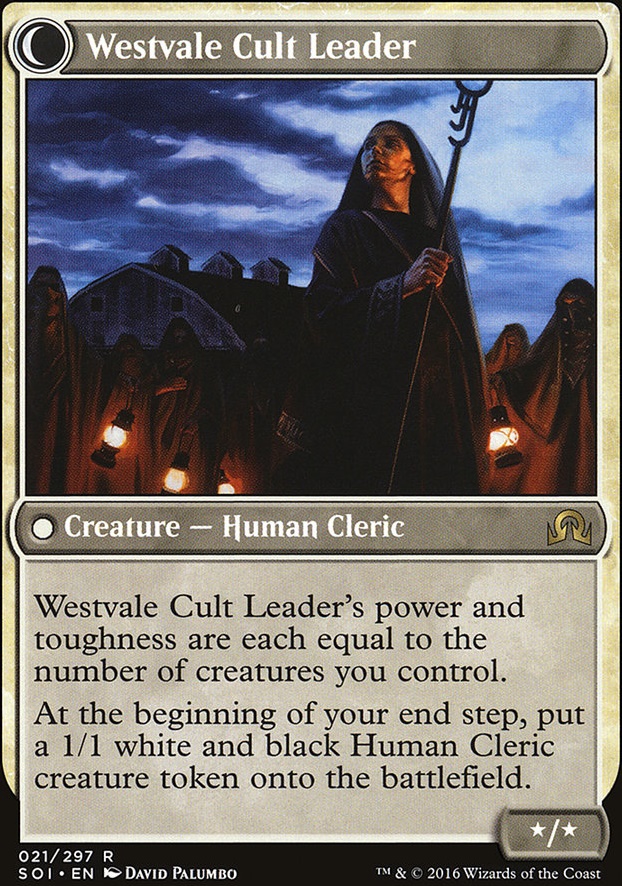 Westvale Cult Leader
Creature — Human Cleric
Westvale Cult Leader's power and
toughness are each equal to the
number of creatures you control.
At the beginning of your end step, put
a 1/1 white and black Human Cleric
creature token onto the battlefield.
★/★
021/297 R
SOI • EN DAVID PALUMBO
™ & © 2016 Wizards of the Coast